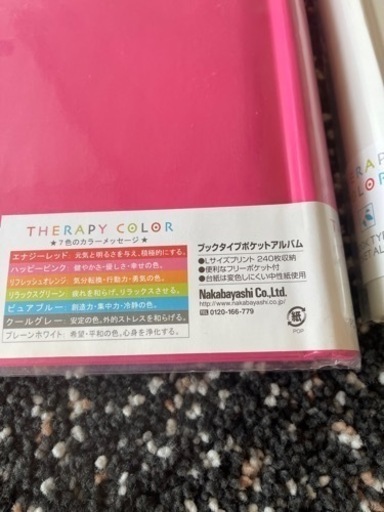 THERAPY COLOR
★7色のカラーメッセージ★
エナジーレッド 元気と明るさを与え、積極的にする。
ハッピーピンク 健やかさ・優しさ・幸せの色。
リフレッシュオレンジ 気分転換・行動力・勇気の色。
リラックスグリーン 疲れを和らげ、リラックスさせる。
ピュアブルー 創造力・集中力・冷静の色。
クールグレー 安定の色、外的ストレスを和らげる。
プレーンホワイト 希望・平和の色。心身を浄化する。
ブックタイプポケットアルバム
●Lサイズプリント 240枚収納
●便利なフリーポケット付
●台紙は変色しにくい中性紙使用
Nakabayashi Co.,Ltd.
http://www.nakabayashi.co.jp/
TEL 0120-166-779
紙
POP
THERAPY
COLOR